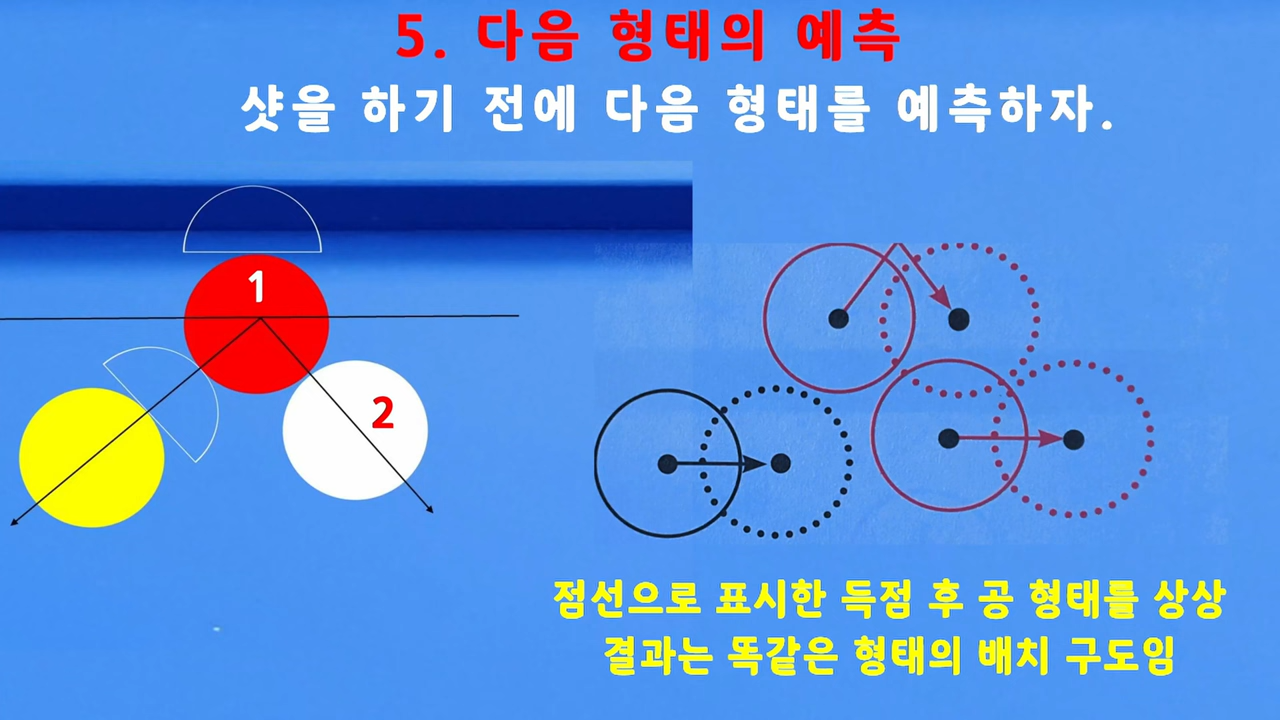 5. 다음 형태의 예측
샷을 하기 전에 다음 형태를 예측하자.
1
2
점선으로 표시한 득점 후 공 형태를 상상
결과는 똑같은 형태의 배치 구도임